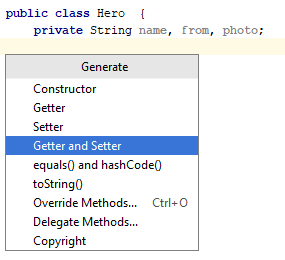 public class Hero {
private String name, from, photo;
Generate
Constructor
Getter
Setter
Getter and Setter
equals() and hashCode()
toString()
Override Methods... Ctrl+O
Delegate Methods...
Copyright